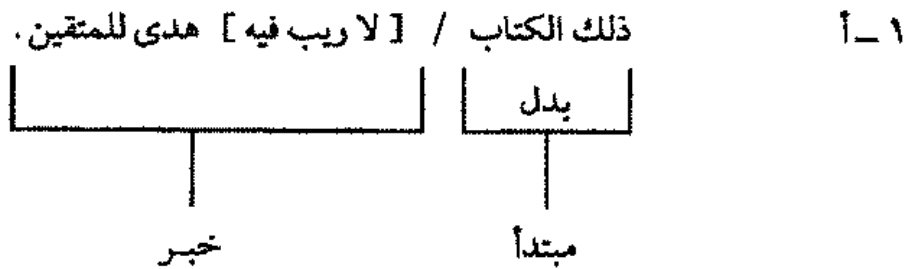 ١ – أ ذلك الكتاب / [ لا ريب فيه ] هدى للمتقين .
بدل
مبتدأ خبر